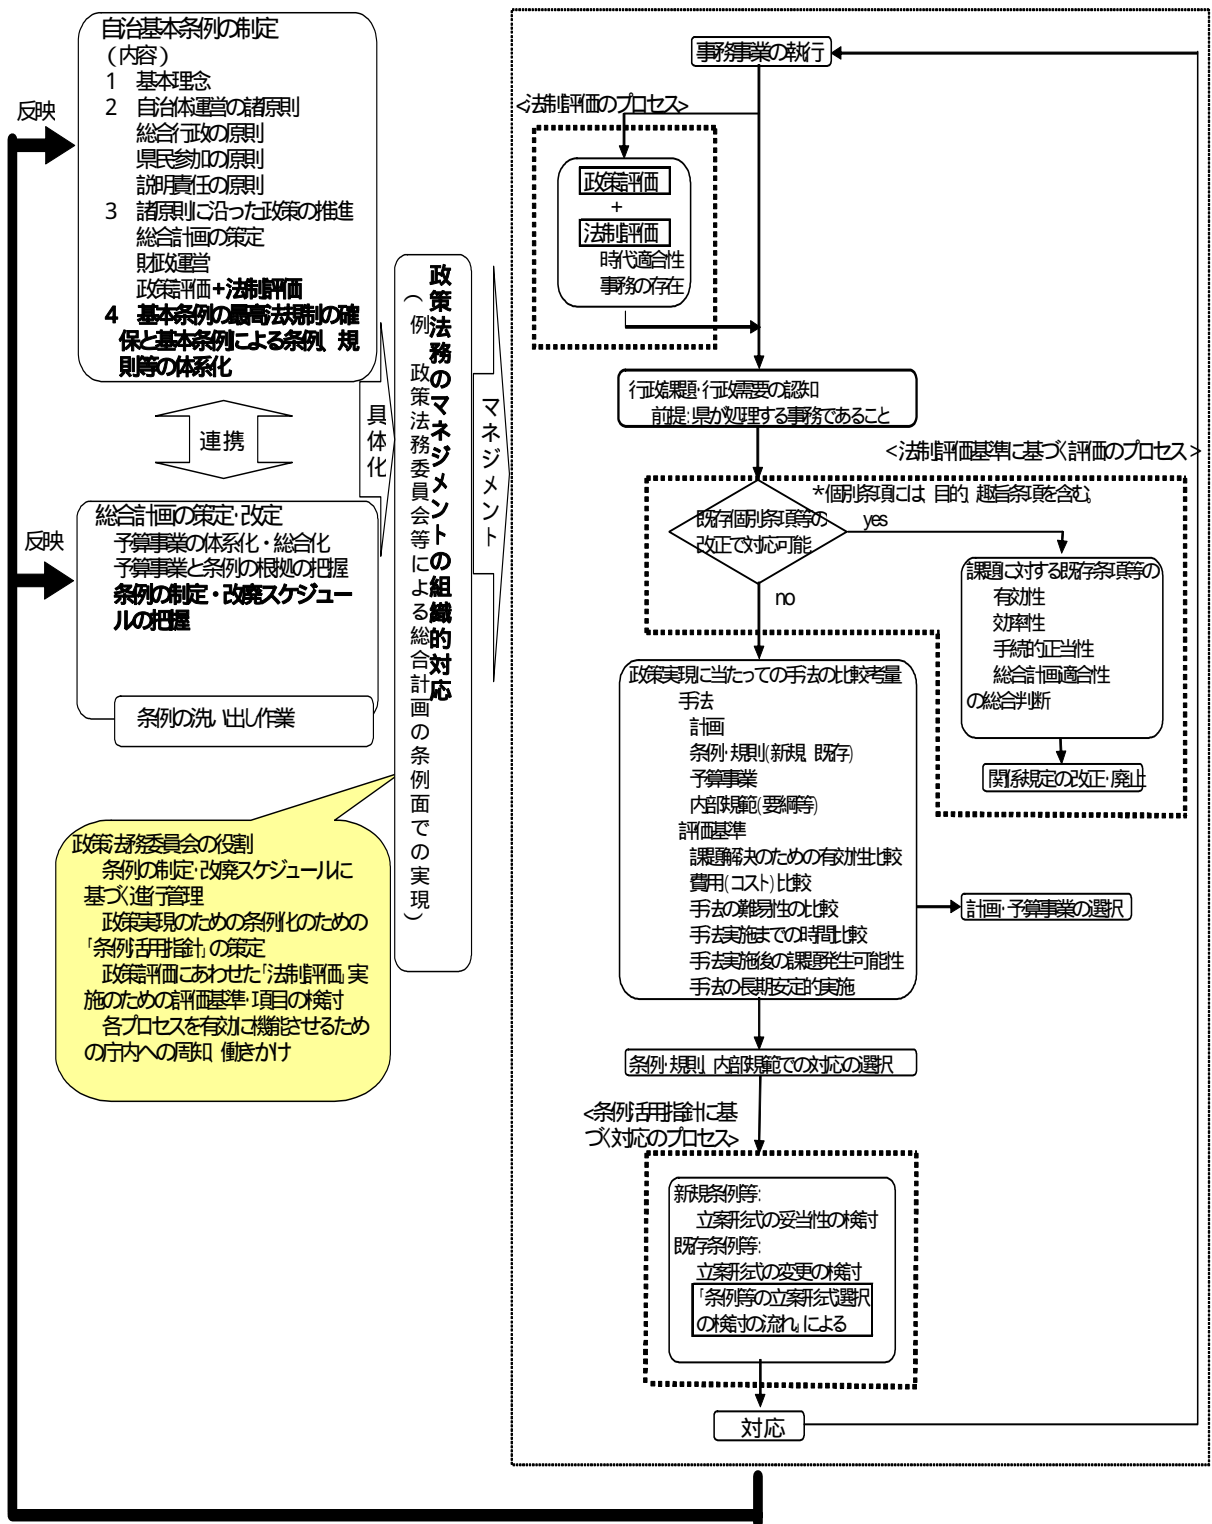 自治基本条例の制定
（内容）
1 基本理念
2 自治体運営の諸原則
総合行政の原則
県民参加の原則
説明責任の原則
3 諸原則に沿った政策の推進
総合計画の策定
財政運営
政策評価+法制評価
4 基本条例の最高法規制の確
保と基本条例による条例、規
則等の体系化
反映
連携
反映
総合計画の策定・改定
予算事業の体系化・総合化
予算事業と条例の根拠の把握
条例の制定・改廃スケジュー
ルの把握
条例の洗い出し作業
具体化
政策法務のマネジメントの組織的対応
（例 政策法務委員会等による総合計画の条例面での実現）
マネジメント
政策法務委員会の役割
条例の制定・改廃スケジュールに
基づく進行管理
政策実現のための条例化のための
「条例活用指針」の策定
政策評価にあわせた「法制評価」実
施のための評価基準・項目の検討
各プロセスを有効に機能させるため
の庁内への周知、働きかけ
事務事業の執行
<法制評価のプロセス>
政策評価
+
法制評価
時代適合性
事務の存在
行政課題・行政需要の認知
前提：県が処理する事務であること
<法制評価基準に基づく評価のプロセス>
*個別条項には、目的、趣旨条項を含む。
既存個別条項等の
改正で対応可能
yes
no
課題に対する既存条項等の
有効性
効率性
手続的正当性
総合計画適合性
の総合判断
関係規定の改正・廃止
政策実現に当たっての手法の比較考量
手法
計画
条例・規則(新規、既存)
予算事業
内部規範(要綱等)
評価基準
課題解決のための有効性比較
費用(コスト)比較
手法の難易性の比較
手法実施までの時間比較
手法実施後の課題発生可能性
手法の長期安定的実施
計画・予算事業の選択
条例・規則、内部規範での対応の選択
<条例活用指針に基
づく対応のプロセス>
新規条例等：
立案形式の妥当性の検討
既存条例等：
立案形式の変更の検討
「条例等の立案形式選択
の検討の流れ」による
対応